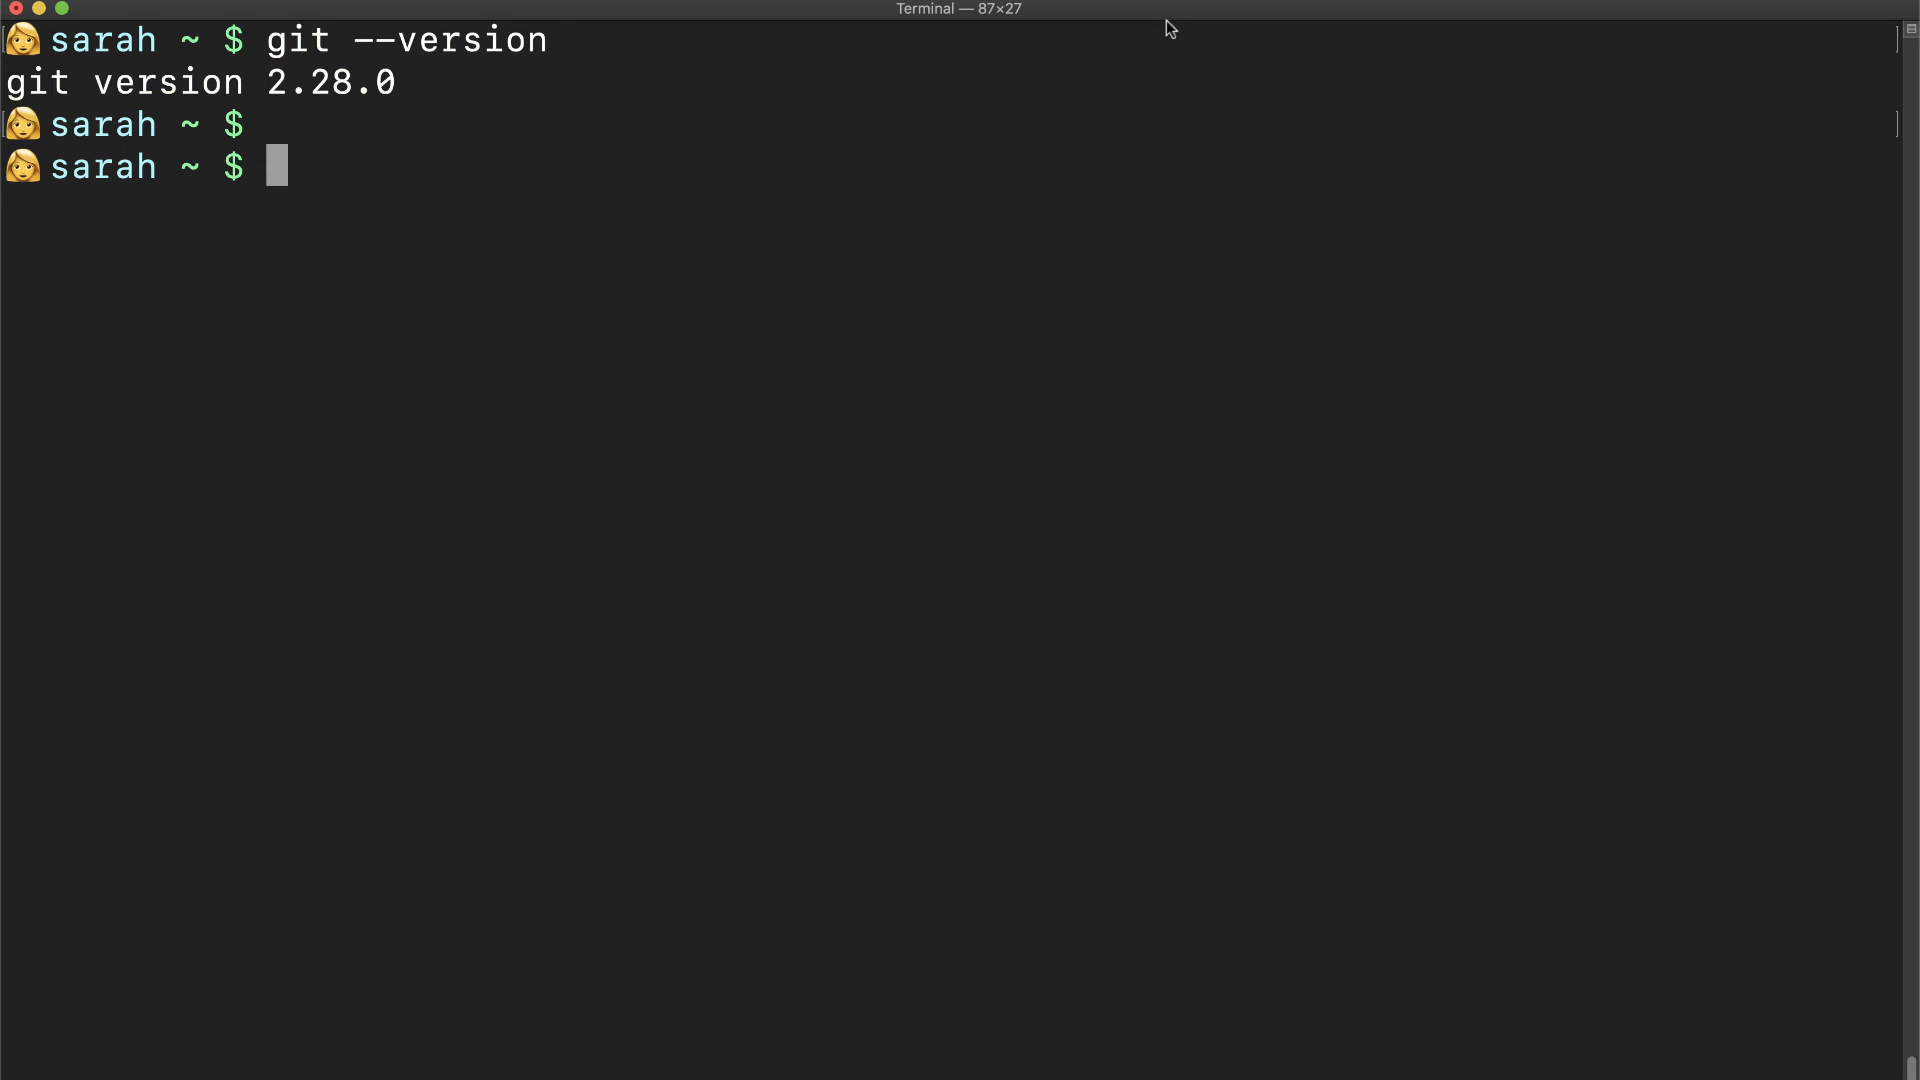 Terminal — 87×27
sarah ~ $ git --version
git version 2.28.0
sarah ~ $
sarah ~ $